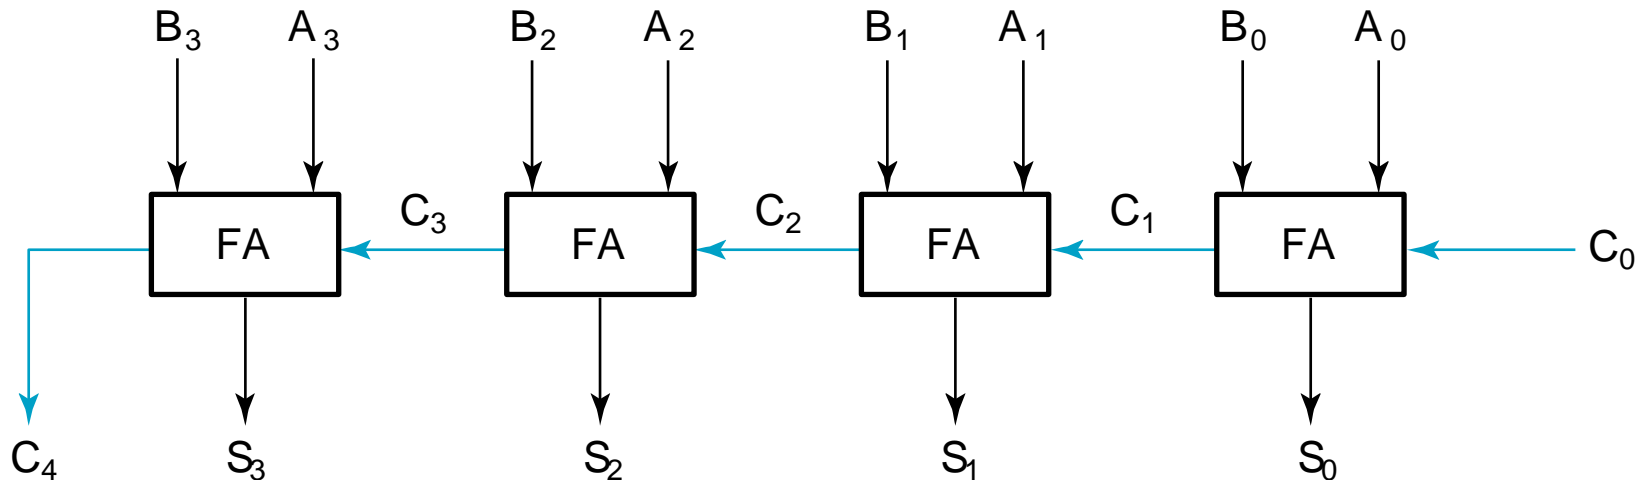 B₃ A₃ B₂ A₂ B₁ A₁ B₀ A₀
C₃ C₂ C₁
FA FA FA FA C₀
C₄ S₃ S₂ S₁ S₀